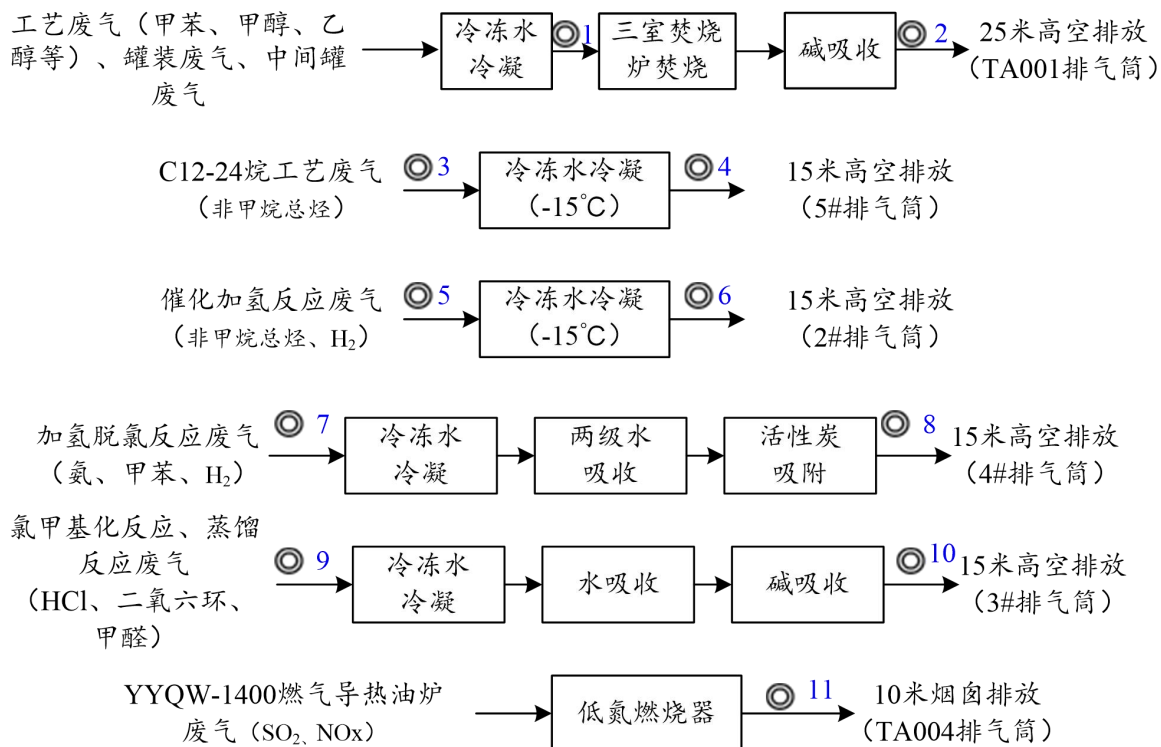 工艺废气（甲苯、甲醇、乙
醇等）、罐装废气、中间罐
废气
冷冻水
冷凝
1
三室焚烧
炉焚烧
碱吸收
2
25米高空排放
（TA001排气筒）
C12-24烷工艺废气
（非甲烷总烃）
3
冷冻水冷凝
（-15℃）
4
15米高空排放
（5#排气筒）
催化加氢反应废气
（非甲烷总烃、H₂）
5
冷冻水冷凝
（-15℃）
6
15米高空排放
（2#排气筒）
加氢脱氯反应废气
（氨、甲苯、H₂）
7
冷冻水
冷凝
两级水
吸收
活性炭
吸附
8
15米高空排放
（4#排气筒）
氯甲基化反应、蒸馏
反应废气
（HCl、二氧六环、
甲醛）
9
冷冻水
冷凝
水吸收
碱吸收
10
15米高空排放
（3#排气筒）
YYQW-1400燃气导热油炉
废气（SO₂、NOx）
低氮燃烧器
11
10米烟囱排放
（TA004排气筒）